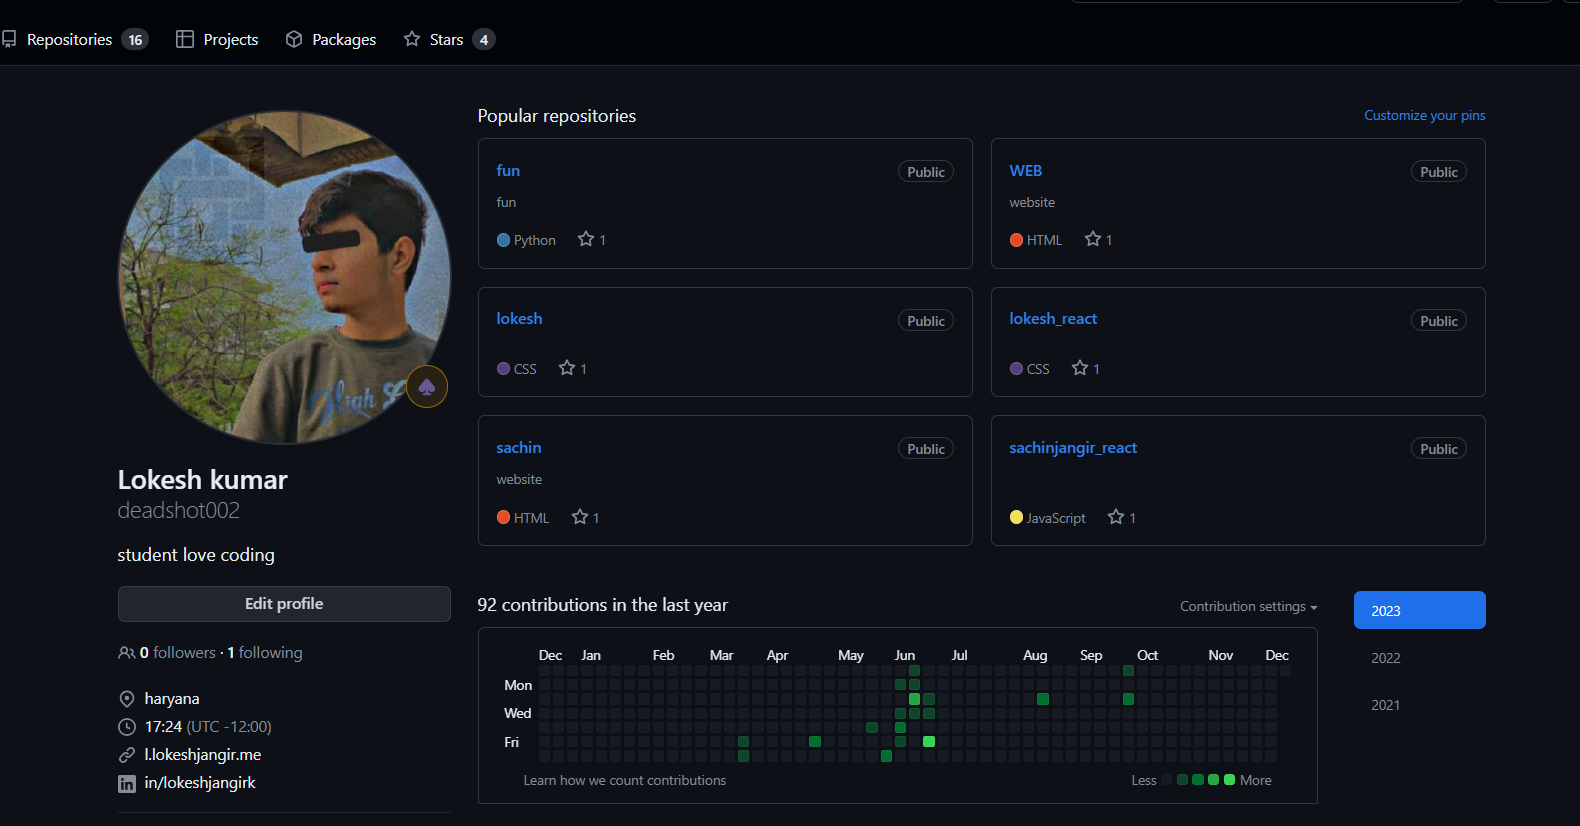 Repositories 16 Projects Packages Stars 4
Popular repositories Customize your pins
fun Public
fun
Python 1
WEB Public
website
HTML 1
lokesh Public
CSS 1
lokesh_react Public
CSS 1
sachin Public
website
HTML 1
sachinjangir_react Public
JavaScript 1
High
Lokesh kumar
deadshot002
student love coding
Edit profile
0 followers · 1 following
haryana
17:24 (UTC -12:00)
l.lokeshjangir.me
in/lokeshjangirk
92 contributions in the last year Contribution settings
Dec Jan Feb Mar Apr May Jun Jul Aug Sep Oct Nov Dec
Mon
Wed
Fri
Learn how we count contributions Less More
2023
2022
2021